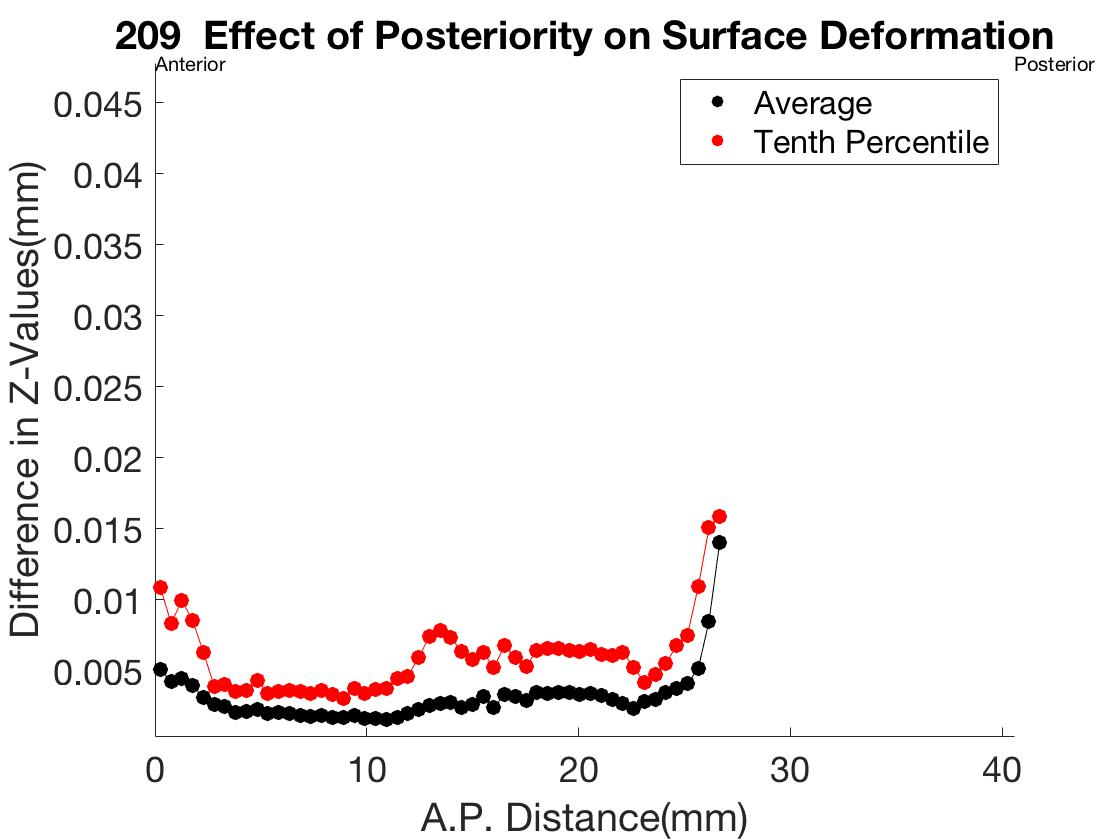 209  Effect of Posteriority on Surface Deformation
Anterior
Posterior
Average
Tenth Percentile
0.045
0.04
0.035
0.03
0.025
0.02
0.015
0.01
0.005
Difference in Z-Values(mm)
0
10
20
30
40
A.P. Distance(mm)